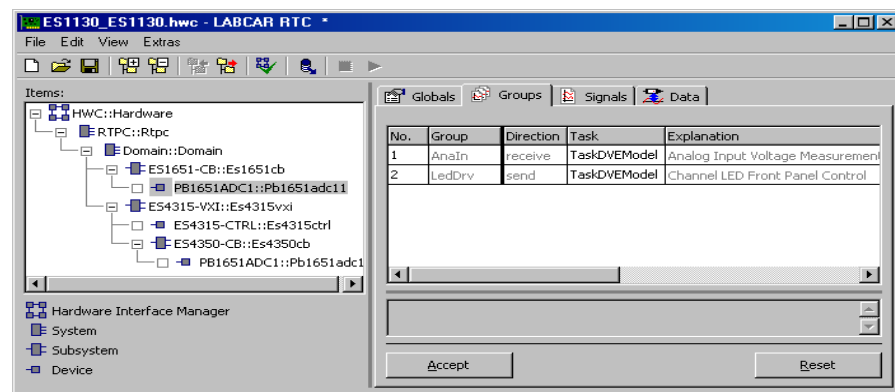 ES1130_ES1130.hwc - LABCAR RTC *
File Edit View Extras
Items:
HWC::Hardware
RTPC::Rtpc
Domain::Domain
ES1651-CB::Es1651cb
PB1651ADC1::Pb1651adc11
ES4315-VXI::Es4315vxi
ES4315-CTRL::Es4315ctrl
ES4350-CB::Es4350cb
PB1651ADC1::Pb1651adc1
Hardware Interface Manager
System
Subsystem
Device
Globals Groups Signals Data
No. Group Direction Task Explanation
1 AnaIn receive TaskDVEModel Analog Input Voltage Measurement
2 LedDrv send TaskDVEModel Channel LED Front Panel Control
Accept Reset